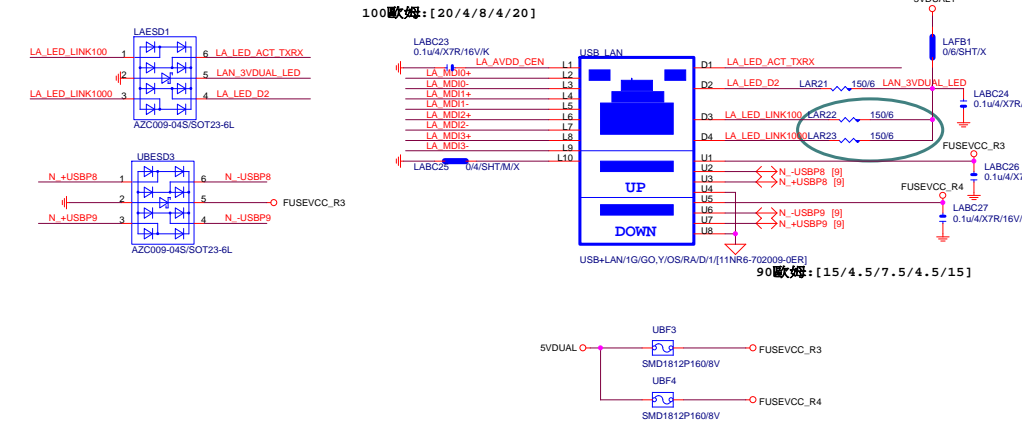 100歐姆:[20/4/8/4/20]
LAESD1
LA_LED_LINK100 1 6 LA_LED_ACT_TXRX
2 5 LAN_3VDUAL_LED
LA_LED_LINK1000 3 4 LA_LED_D2
AZC009-04S/SOT23-6L
UBESD3
N_+USBP8 1 6 N_-USBP8
2 5 FUSEVCC_R3
N_+USBP9 3 4 N_-USBP9
AZC009-04S/SOT23-6L
LABC23
0.1u/4/X7R/16V/K
LA_AVDD_CEN L1
LA_MDI0+ L2
LA_MDI0- L3
LA_MDI1+ L4
LA_MDI1- L5
LA_MDI2+ L6
LA_MDI2- L7
LA_MDI3+ L8
LA_MDI3- L9
L10
LABC25 0/4/SHT/M/X
USB_LAN
UP
DOWN
USB+LAN/1G/GO,Y/OS/RA/D/1/[11NR6-702009-0ER]
D1 LA_LED_ACT_TXRX
D2 LA_LED_D2 LAR21 150/6 LAN_3VDUAL_LED
D3 LA_LED_LINK100 LAR22 150/6
D4 LA_LED_LINK1000 LAR23 150/6
U1
U2 N_-USBP8 [9]
U3 N_+USBP8 [9]
U4
U5
U6 N_-USBP9 [9]
U7 N_+USBP9 [9]
U8
LAFB1
0/6/SHT/X
LABC24
0.1u/4/X7R/
FUSEVCC_R3
LABC26
0.1u/4/X7
FUSEVCC_R4
LABC27
0.1u/4/X7R/16V/
90歐姆:[15/4.5/7.5/4.5/15]
UBF3
5VDUAL FUSEVCC_R3
SMD1812P160/8V
UBF4
FUSEVCC_R4
SMD1812P160/8V